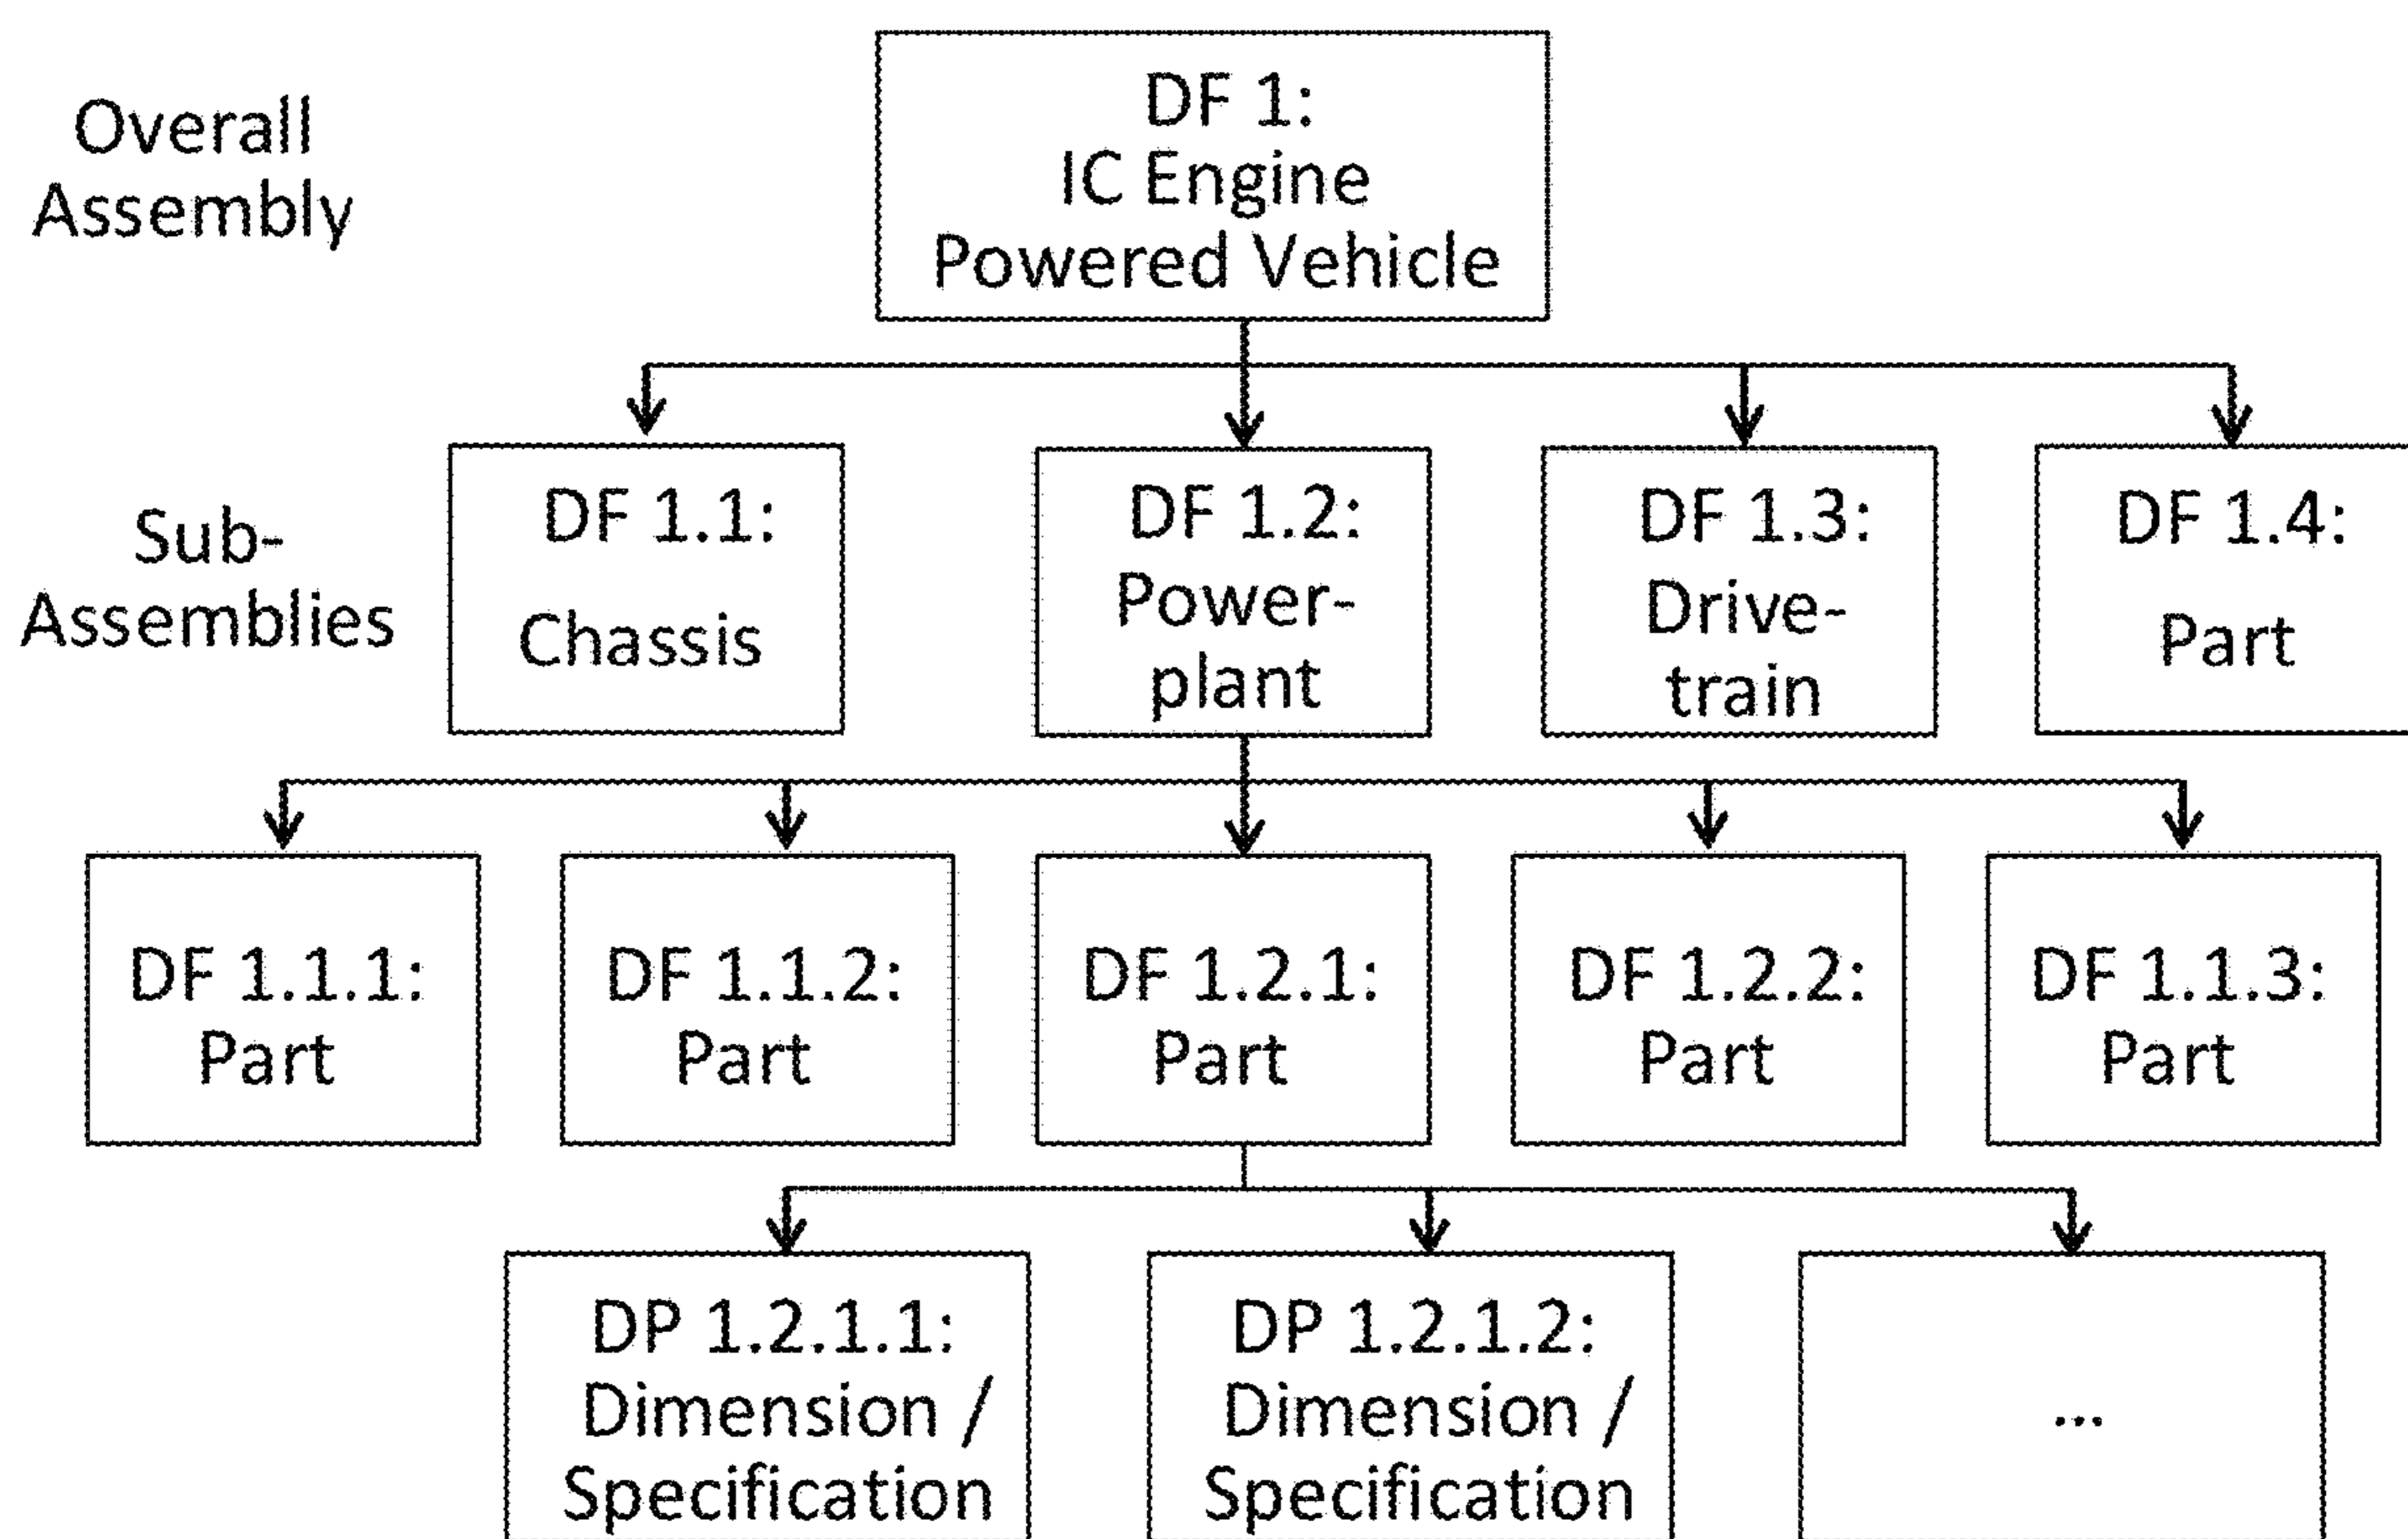 Overall
Assembly
DF 1:
IC Engine
Powered Vehicle
Sub-
Assemblies
DF 1.1:
Chassis
DF 1.2:
Power-
plant
DF 1.3:
Drive-
train
DF 1.4:
Part
DF 1.1.1:
Part
DF 1.1.2:
Part
DF 1.2.1:
Part
DF 1.2.2:
Part
DF 1.1.3:
Part
DP 1.2.1.1:
Dimension /
Specification
DP 1.2.1.2:
Dimension /
Specification
...